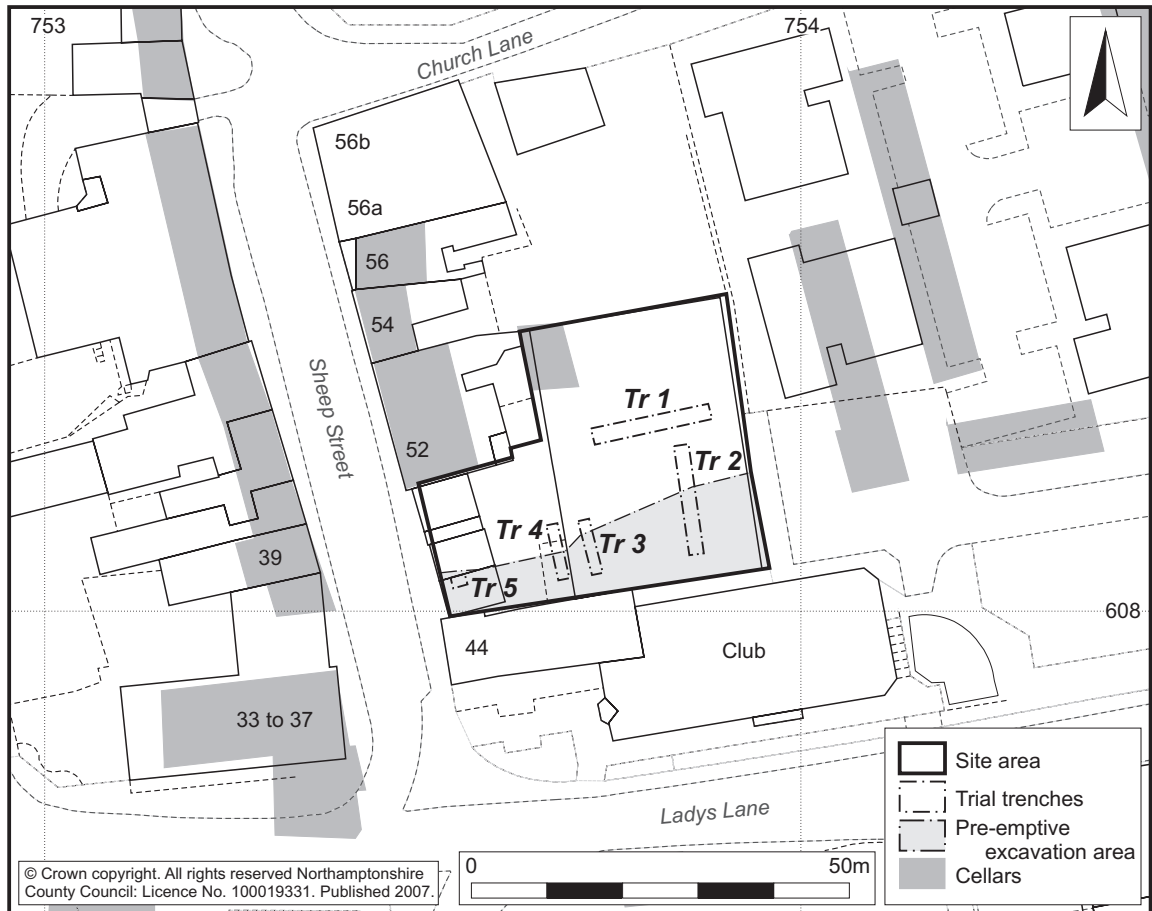 753
754
Church Lane
56b
56a
56
54
Sheep Street
52
Tr 1
Tr 2
Tr 4
Tr 3
39
Tr 5
608
44
Club
33 to 37
Ladys Lane
Site area
Trial trenches
Pre-emptive
excavation area
Cellars
© Crown copyright. All rights reserved Northamptonshire
County Council: Licence No. 100019331. Published 2007.
0 50m